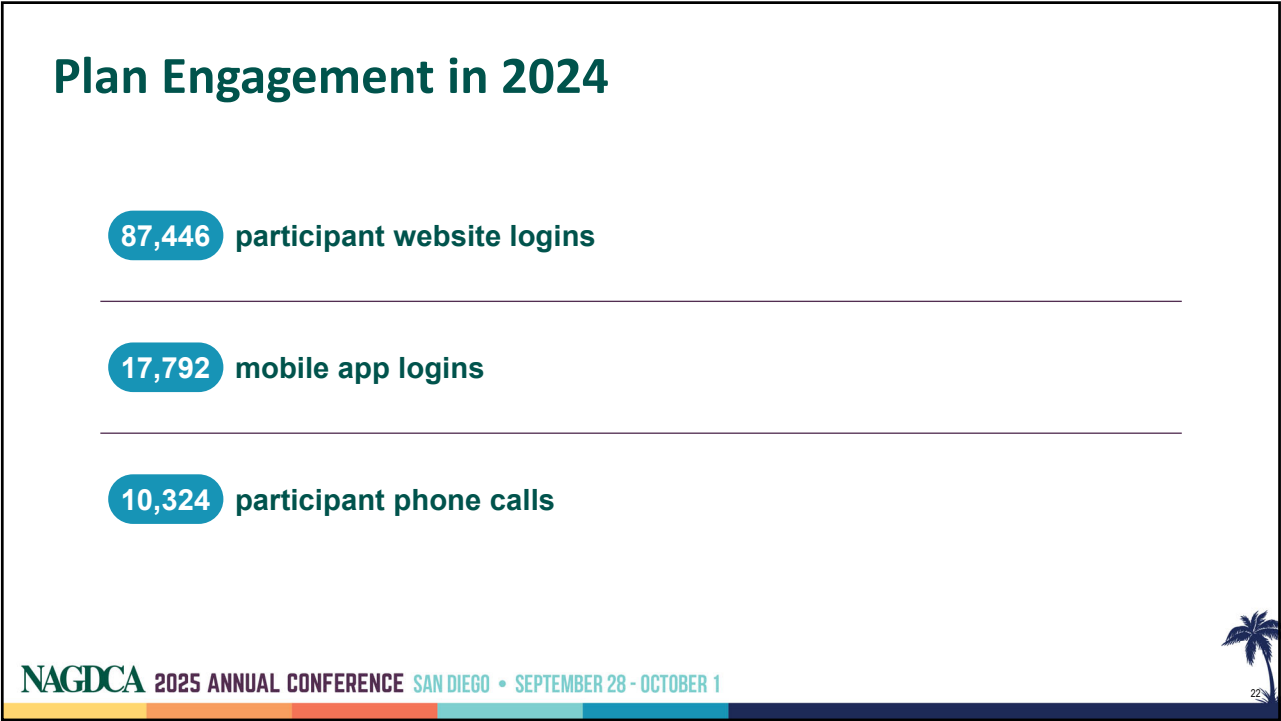 Plan Engagement in 2024
87,446 participant website logins
17,792 mobile app logins
10,324 participant phone calls
NAGDCA 2025 ANNUAL CONFERENCE SAN DIEGO • SEPTEMBER 28 - OCTOBER 1
22